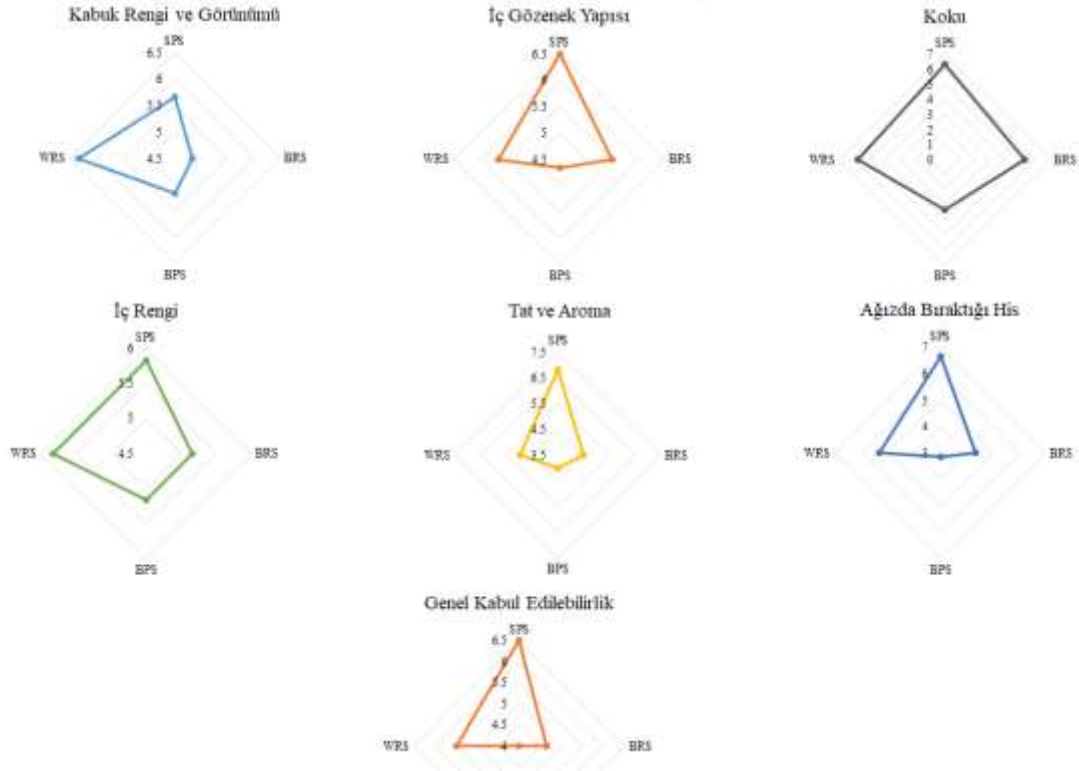 Kabuk Rengi ve Görünümü
SPS
6.5
6
5.5
5
4.5
WRS
BRS
BPS
İç Gözenek Yapısı
SPS
6.5
6
5.5
5
4.5
WRS
BRS
BPS
Koku
SPS
7
6
5
4
3
2
1
0
WRS
BRS
BPS
İç Rengi
SPS
6
5.5
5
4.5
WRS
BRS
BPS
Tat ve Aroma
SPS
7.5
6.5
5.5
4.5
3.5
WRS
BRS
BPS
Ağızda Bıraktığı His
SPS
7
6
5
4
3
WRS
BRS
BPS
Genel Kabul Edilebilirlik
SPS
6.5
6
5.5
5
4.5
4
WRS
BRS